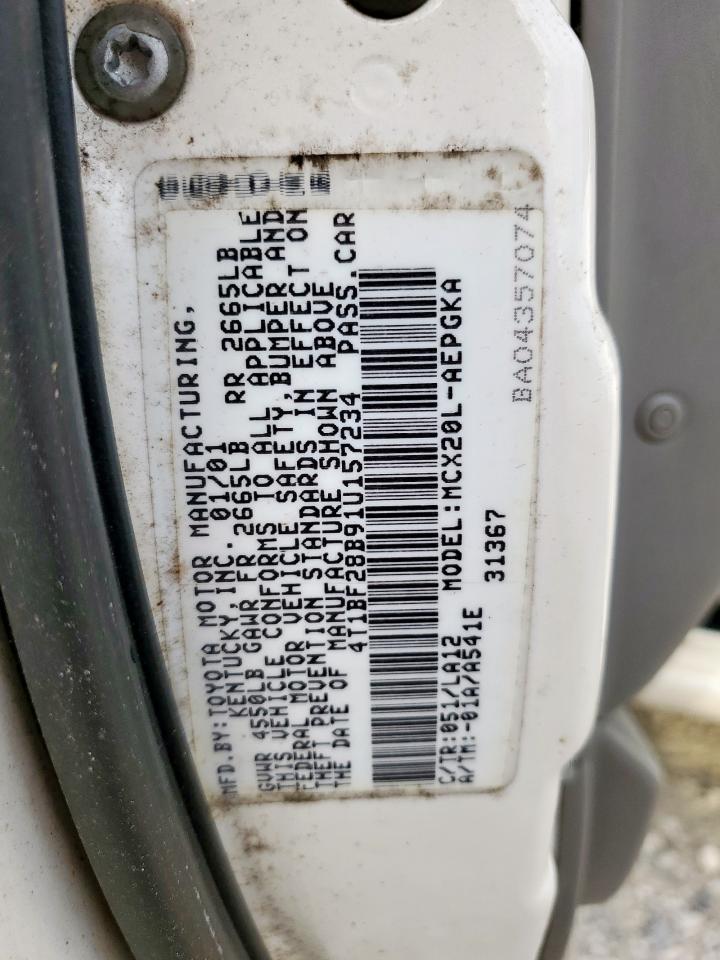 MFD.BY:TOYOTA MOTOR MANUFACTURING,
KENTUCKY,INC. 01/01
GVWR 4550LB GAWR FR 2665LB RR 2665LB
THIS VEHICLE CONFORMS TO ALL APPLICABLE
FEDERAL MOTOR VEHICLE SAFETY,BUMPER AND
THEFT PREVENTION STANDARDS IN EFFECT ON
THE DATE OF MANUFACTURE SHOWN ABOVE.
4T1BF28B91U157234 PASS.CAR
C/TR:051/LA12 MODEL:MCX20L-AEPGKA
A/TM:-01A/A541E 31367
BA04357074